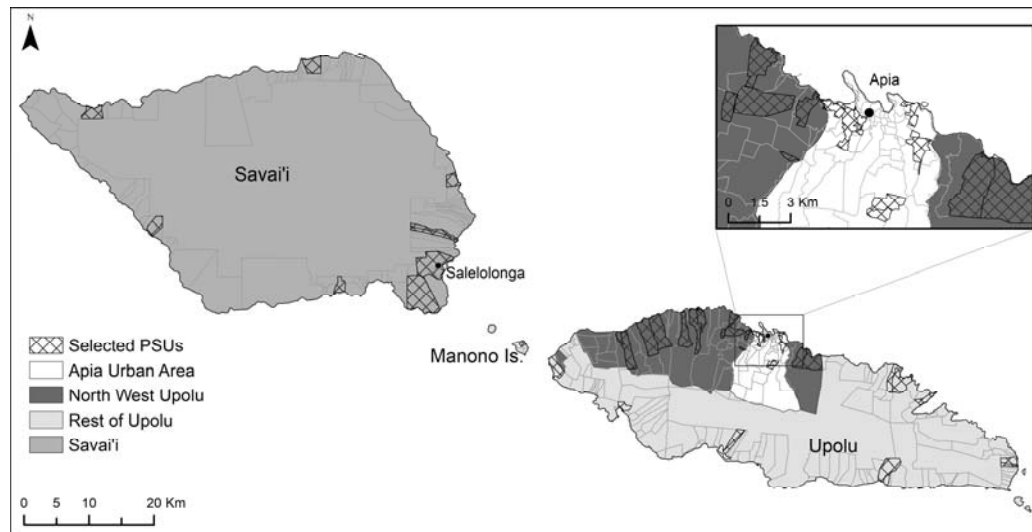 N
Apia
0 1.5 3 Km
Savai'i
Salelolonga
Manono Is.
Upolu
Selected PSUs
Apia Urban Area
North West Upolu
Rest of Upolu
Savai'i
0 5 10 20 Km